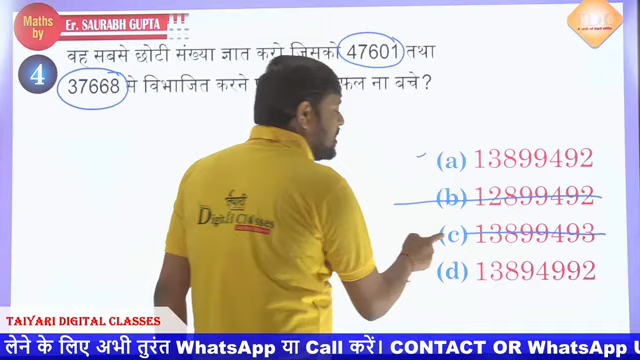 Maths by
Er. SAURABH GUPTA
4
वह सबसे छोटी संख्या ज्ञात करो जिसको 47601 तथा
37668 से विभाजित करने फल ना बचे?
(a) 13899492
(b) 12899492
(c) 13899493
(d) 13894992
तैयारी
Digital Classes
TAIYARI DIGITAL CLASSES
लेने के लिए अभी तुरंत WhatsApp या Call करें। CONTACT OR WhatsApp